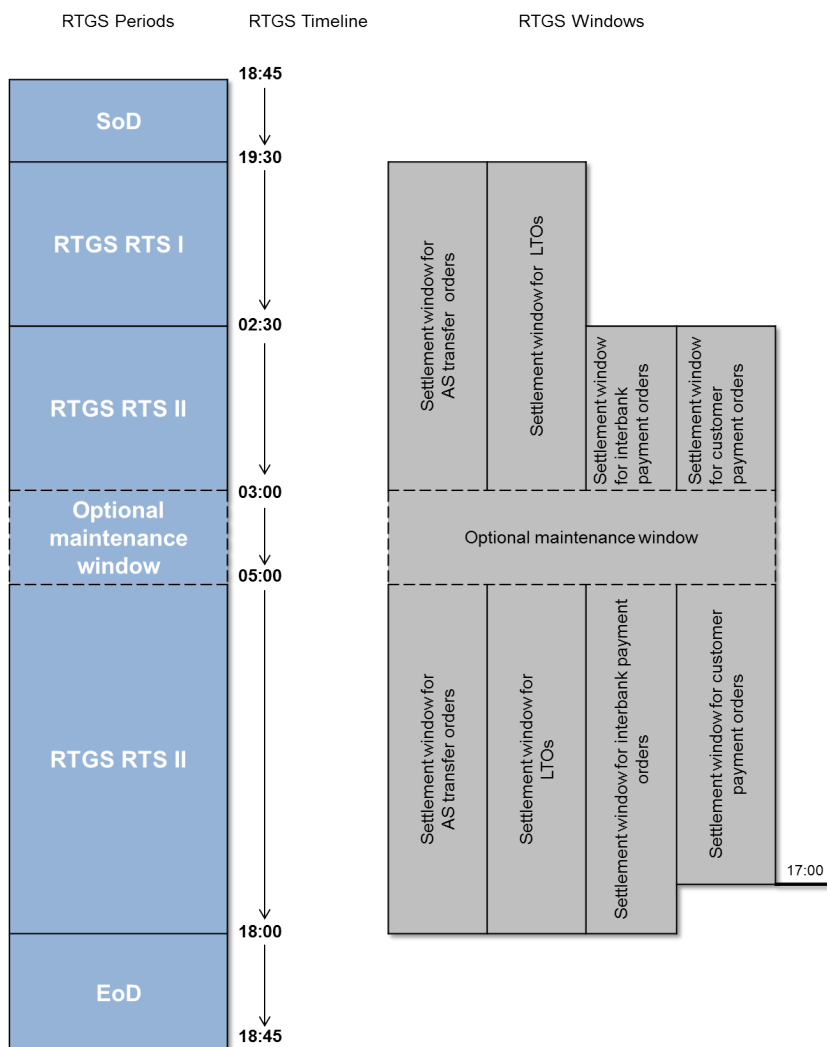 RTGS Periods
RTGS Timeline
RTGS Windows
18:45
SoD
19:30
RTGS RTS I
Settlement window for
AS transfer orders
Settlement window for LTOs
02:30
RTGS RTS II
Settlement window
for interbank
payment orders
Settlement window
for customer
payment orders
03:00
Optional
maintenance
window
Optional maintenance window
05:00
RTGS RTS II
Settlement window for
AS transfer orders
Settlement window for
LTOs
Settlement window for interbank payment
orders
Settlement window for customer
payment orders
17:00
18:00
EoD
18:45